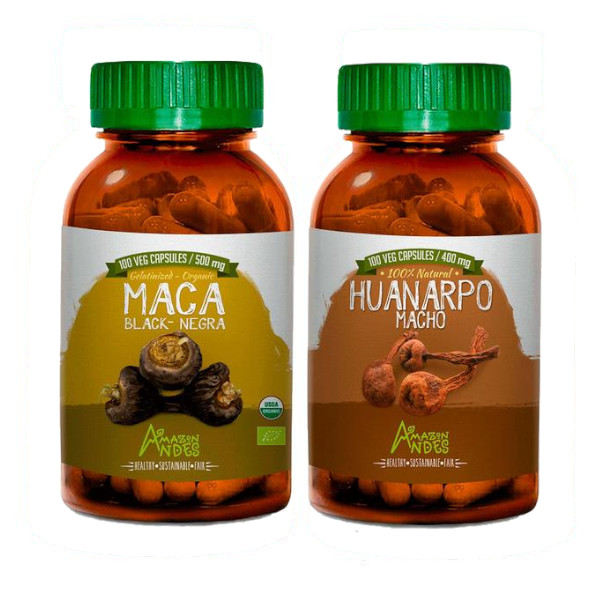 100 VEG CAPSULES / 500 mg
Gelatinized - Organic
MACA
BLACK- NEGRA
USDA
ORGANIC
AMAZON
ANDES
•HEALTHY•SUSTAINABLE•FAIR•
100 VEG CAPSULES / 400 mg
100% Natural
HUANARPO
MACHO
AMAZON
ANDES
•HEALTHY•SUSTAINABLE•FAIR•